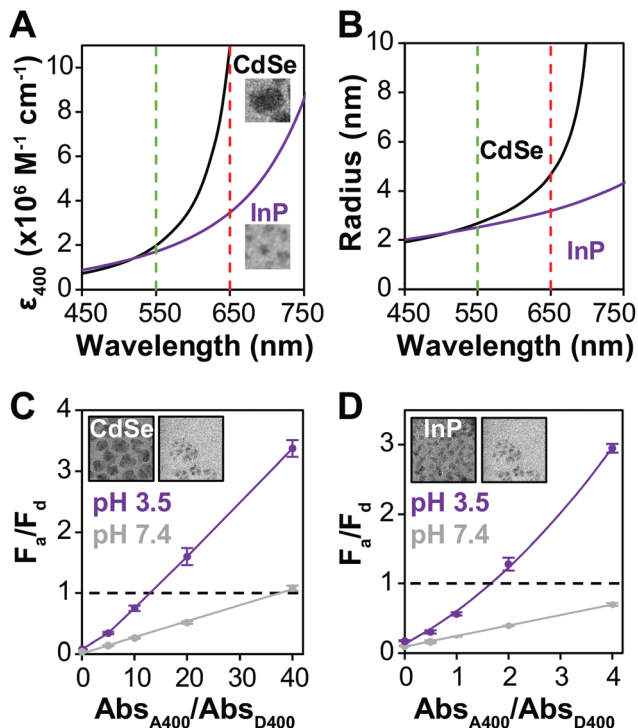 A
ε400 (x10⁶ M⁻¹ cm⁻¹)
10
8
6
4
2
0
CdSe
InP
450 550 650 750
Wavelength (nm)
B
Radius (nm)
10
8
6
4
2
0
CdSe
InP
450 550 650 750
Wavelength (nm)
C
Fa/Fd
4
3
2
1
0
CdSe
pH 3.5
pH 7.4
0 10 20 30 40
AbsA400/AbsD400
D
Fa/Fd
3
2
1
0
InP
pH 3.5
pH 7.4
0 1 2 3 4
AbsA400/AbsD400